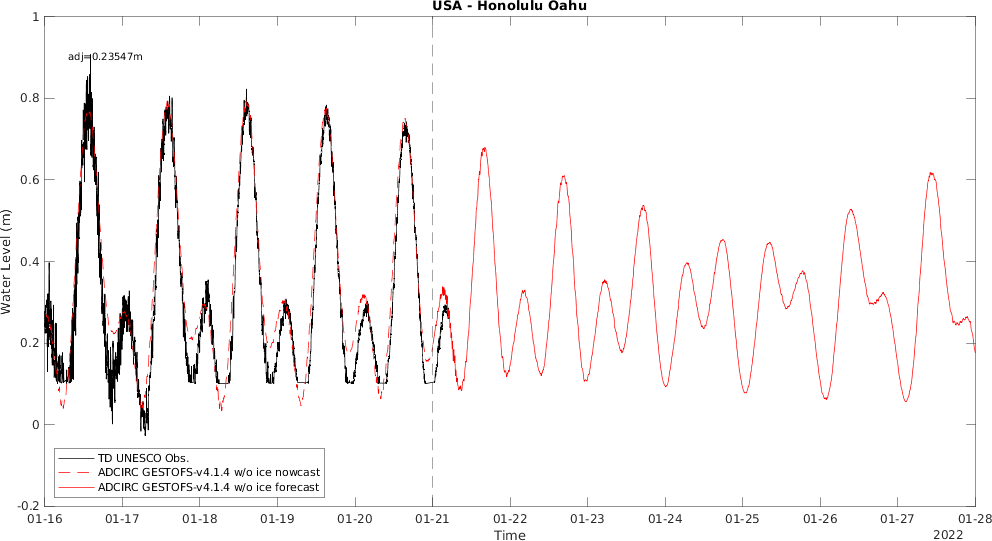 USA - Honolulu Oahu
1
adj=0.23547m
0.8
0.6
0.4
0.2
0
-0.2
Water Level (m)
TD UNESCO Obs.
ADCIRC GESTOFS-v4.1.4 w/o ice nowcast
ADCIRC GESTOFS-v4.1.4 w/o ice forecast
01-16 01-17 01-18 01-19 01-20 01-21 01-22 01-23 01-24 01-25 01-26 01-27 01-28
Time
2022